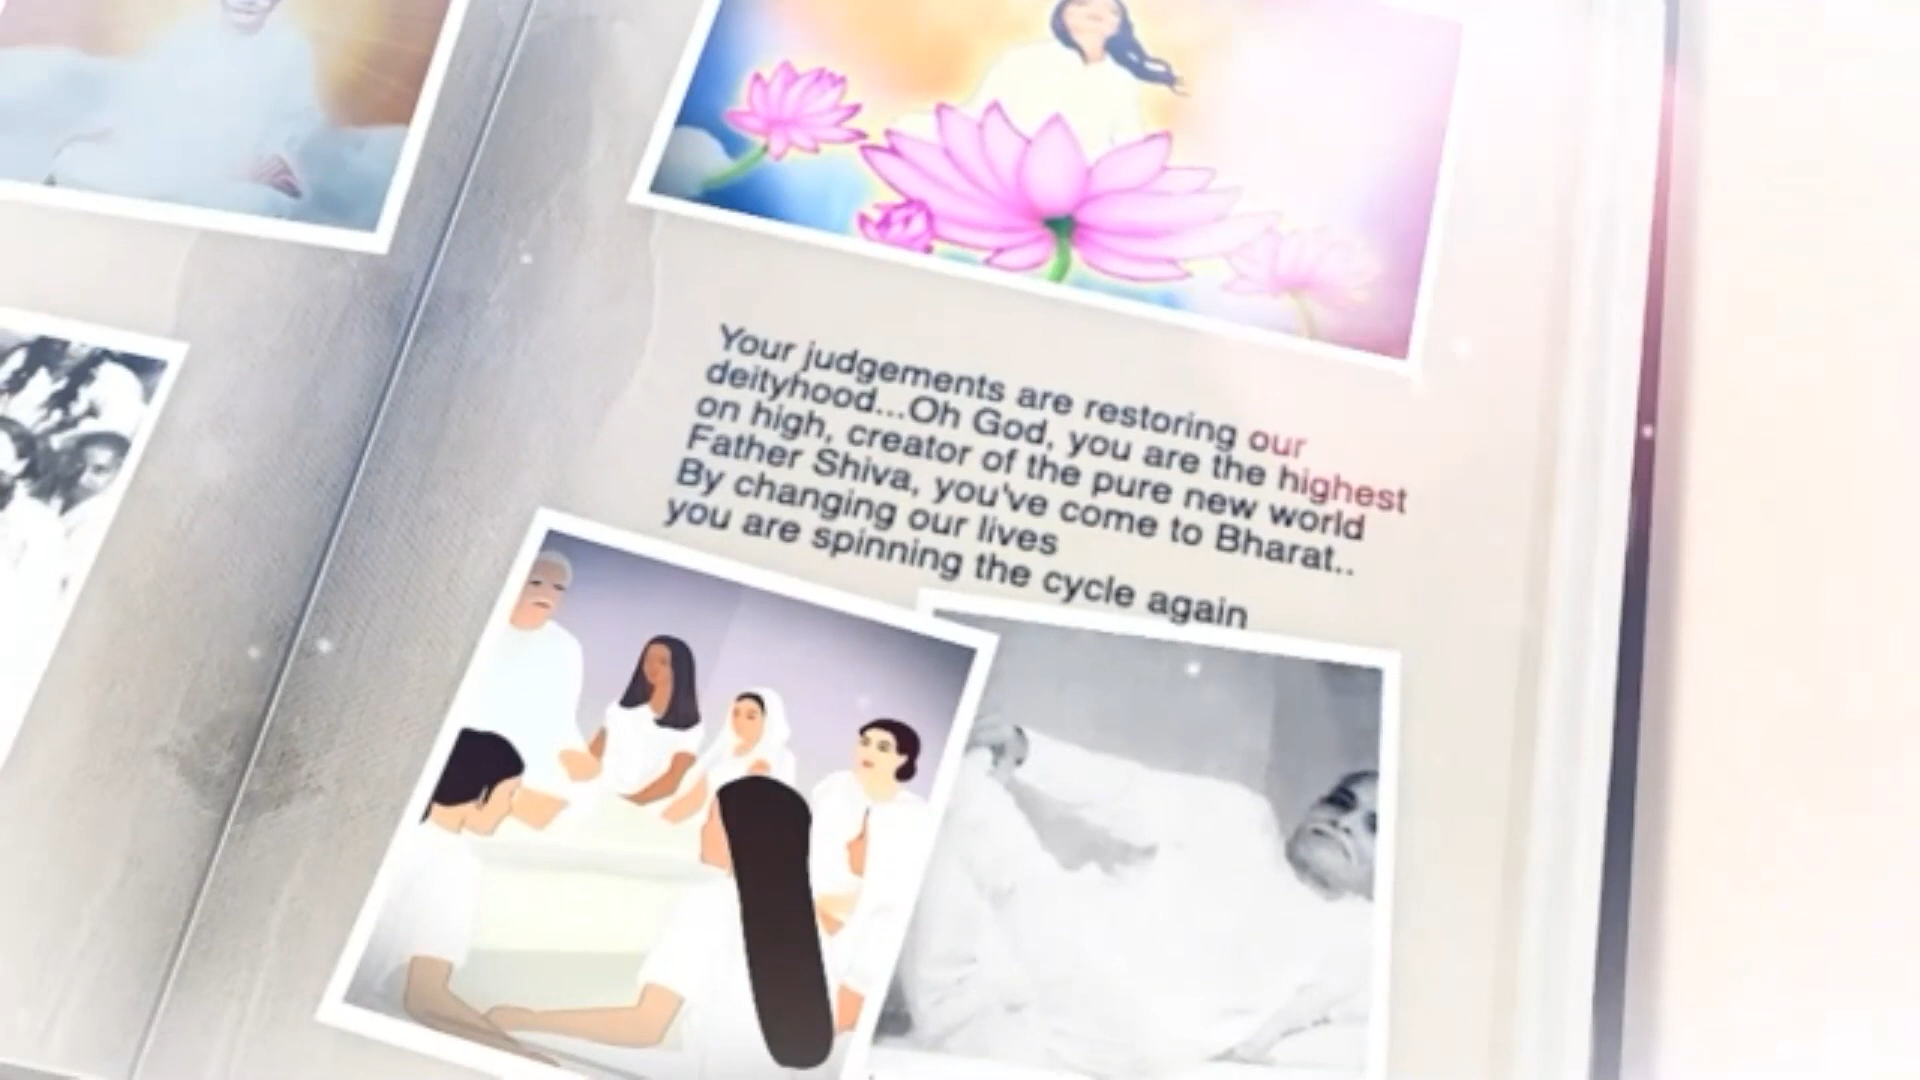 Your judgements are restoring our
deityhood...Oh God, you are the highest
on high, creator of the pure new world
Father Shiva, you've come to Bharat..
By changing our lives
you are spinning the cycle again